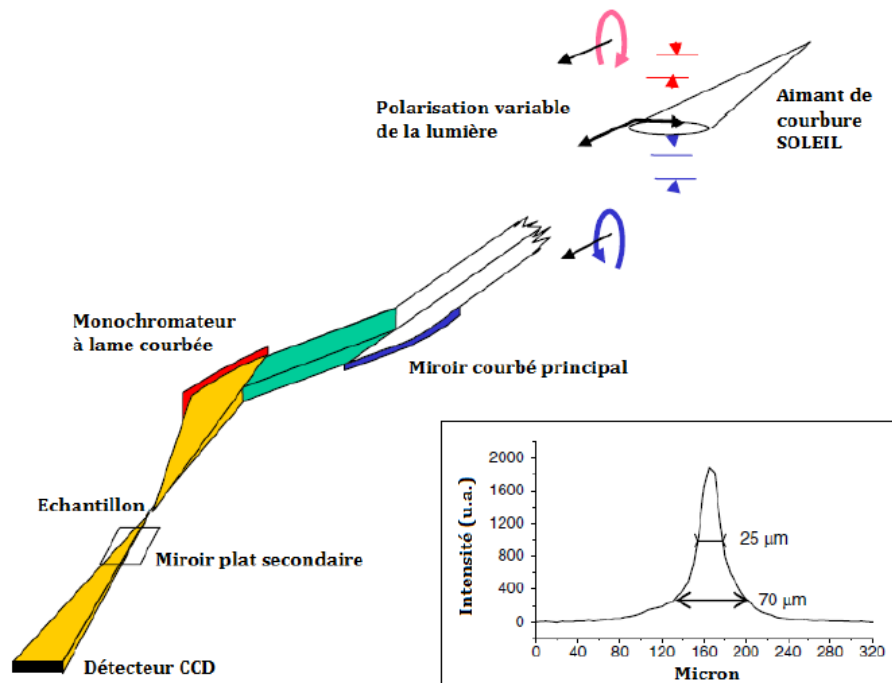 Polarisation variable
de la lumière
Aimant de
courbure
SOLEIL
Monochromateur
à lame courbée
Miroir courbé principal
Echantillon
Miroir plat secondaire
Détecteur CCD
Intensité (u.a.)
2000
1600
1200
800
400
0
25 µm
70 µm
0 40 80 120 160 200 240 280 320
Micron